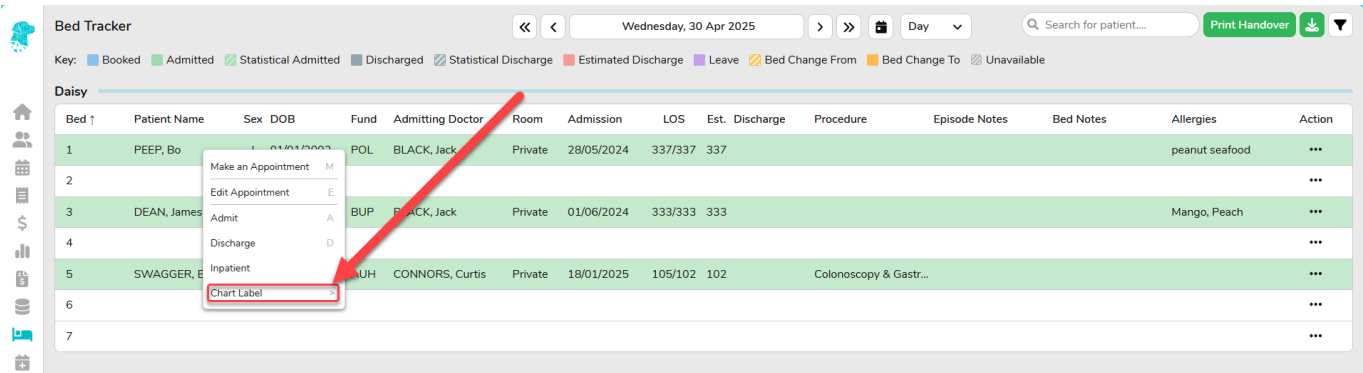 Bed Tracker
Wednesday, 30 Apr 2025
Day
Search for patient....
Print Handover
Key: Booked Admitted Statistical Admitted Discharged Statistical Discharge Estimated Discharge Leave Bed Change From Bed Change To Unavailable
Daisy
Bed ↑ Patient Name Sex DOB Fund Admitting Doctor Room Admission LOS Est. Discharge Procedure Episode Notes Bed Notes Allergies Action
1 PEEP, Bo 01/01/2002 POL BLACK, Jack Private 28/05/2024 337/337 337 peanut seafood
Make an Appointment M
2
Edit Appointment E
3 DEAN, James BUP BLACK, Jack Private 01/06/2024 333/333 333 Mango, Peach
Admit A
4
Discharge D
5 SWAGGER, CONNORS, Curtis Private 18/01/2025 105/102 102 Colonoscopy & Gastr...
Inpatient
Chart Label >
6
7